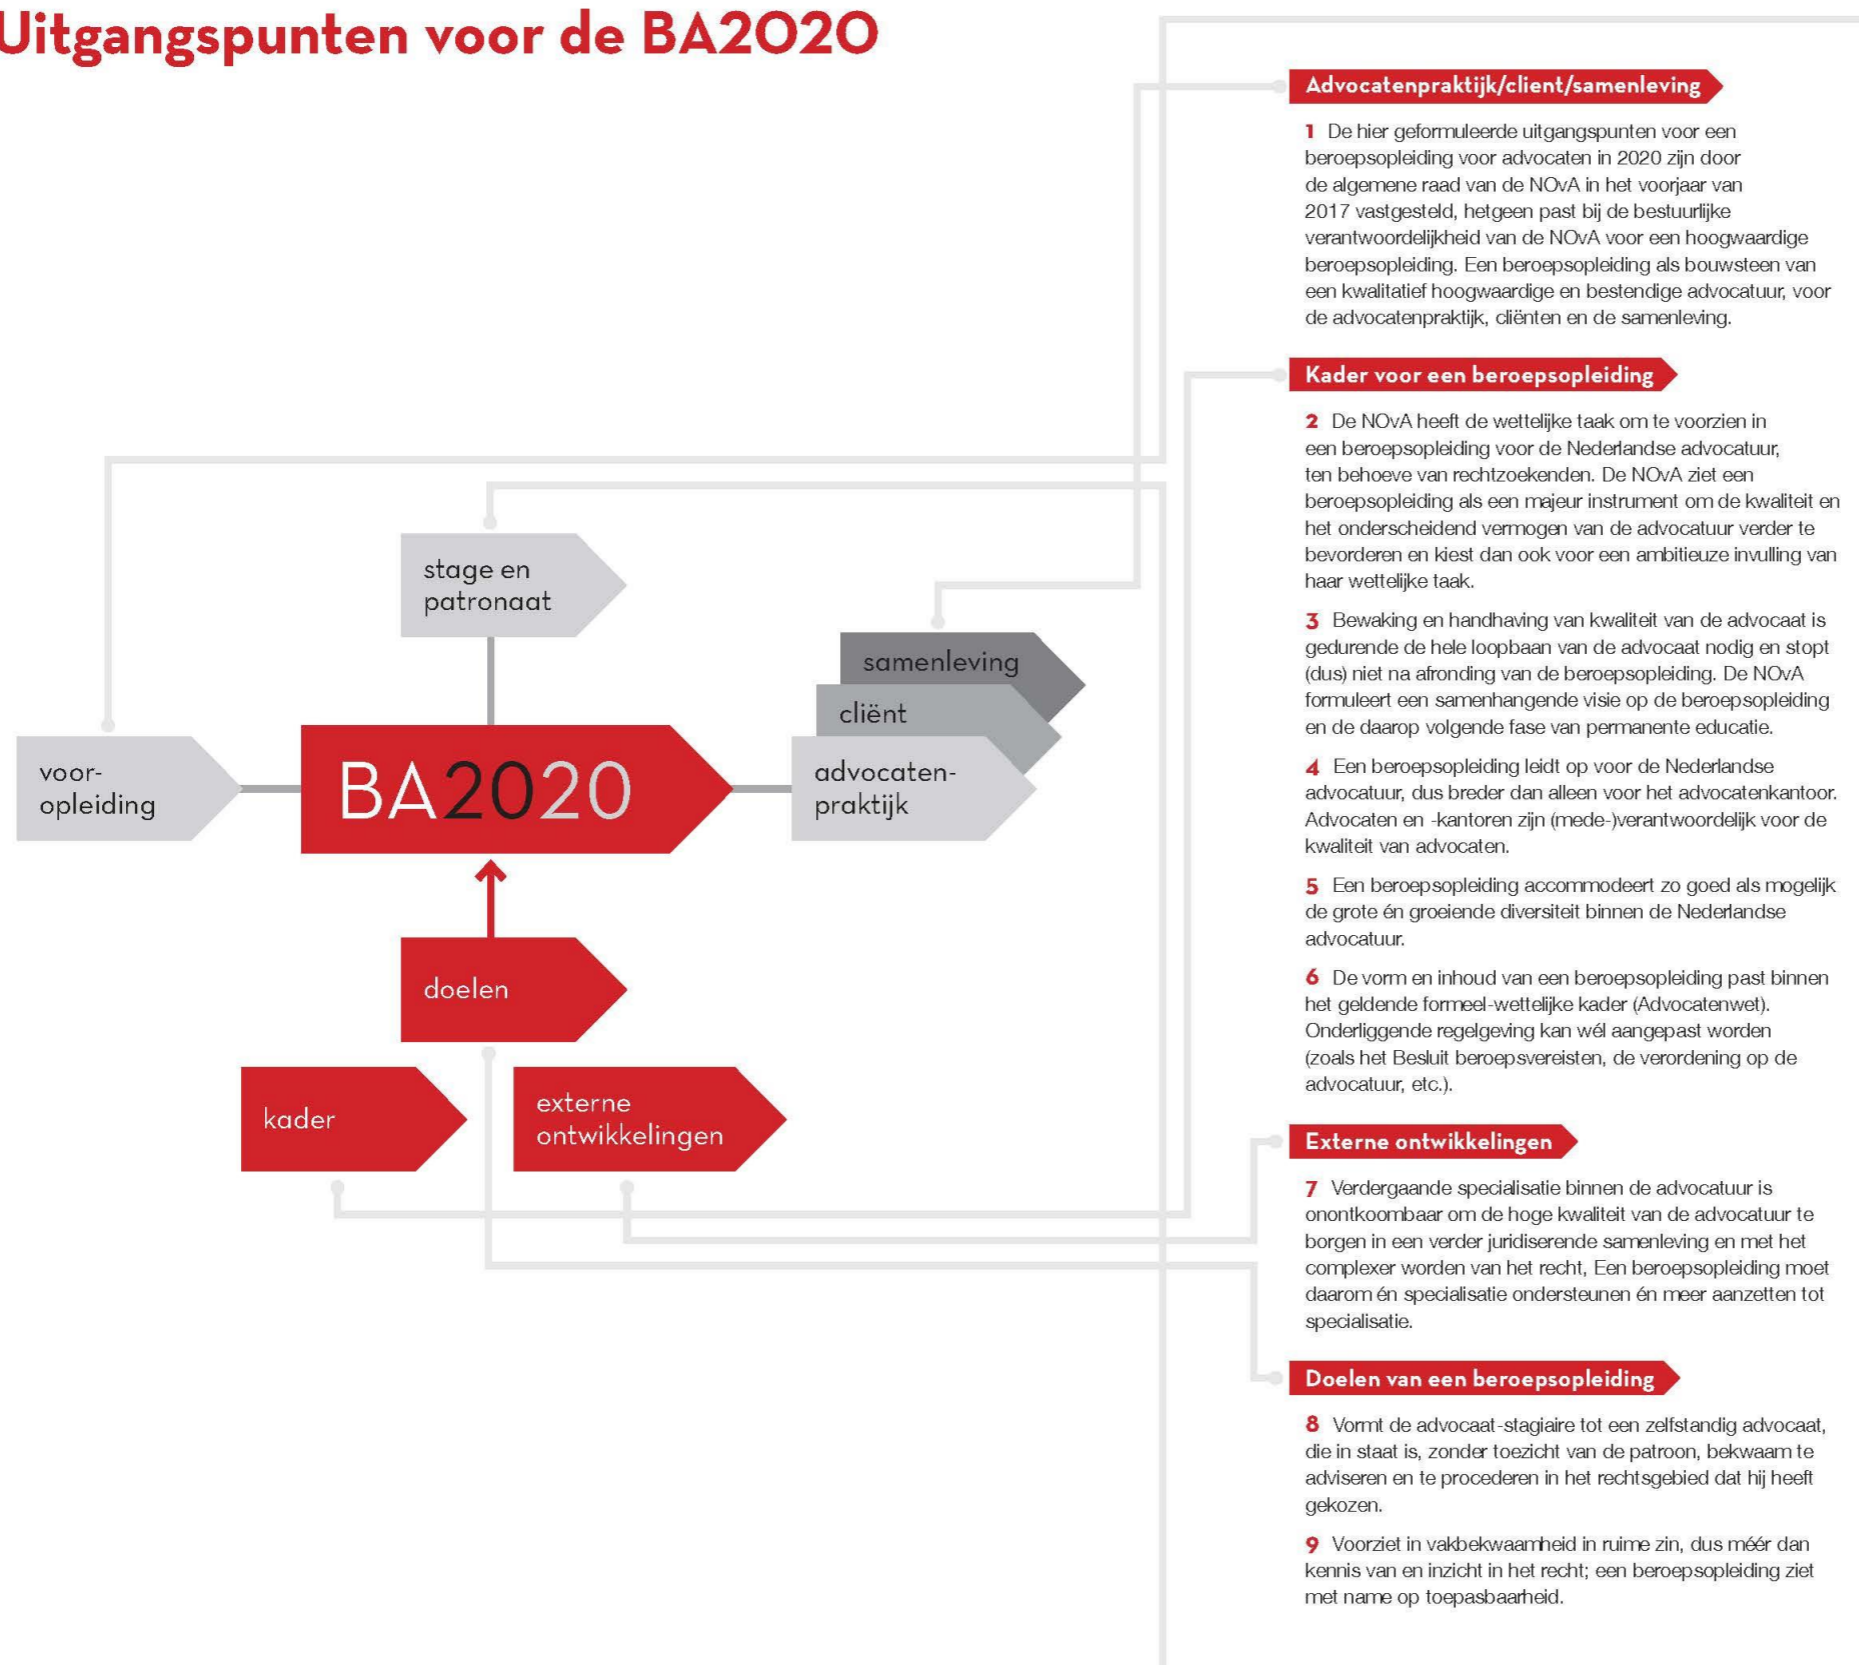 Uitgangspunten voor de BA2020
stage en
patronaat
samenleving
cliënt
voor-
opleiding
BA2020
advocaten-
praktijk
doelen
kader
externe
ontwikkelingen
Advocatenpraktijk/client/samenleving
1 De hier geformuleerde uitgangspunten voor een
beroepsopleiding voor advocaten in 2020 zijn door
de algemene raad van de NOvA in het voorjaar van
2017 vastgesteld, hetgeen past bij de bestuurlijke
verantwoordelijkheid van de NOvA voor een hoogwaardige
beroepsopleiding. Een beroepsopleiding als bouwsteen van
een kwalitatief hoogwaardige en bestendige advocatuur, voor
de advocatenpraktijk, cliënten en de samenleving.
Kader voor een beroepsopleiding
2 De NOvA heeft de wettelijke taak om te voorzien in
een beroepsopleiding voor de Nederlandse advocatuur,
ten behoeve van rechtzoekenden. De NOvA ziet een
beroepsopleiding als een majeur instrument om de kwaliteit en
het onderscheidend vermogen van de advocatuur verder te
bevorderen en kiest dan ook voor een ambitieuze invulling van
haar wettelijke taak.
3 Bewaking en handhaving van kwaliteit van de advocaat is
gedurende de hele loopbaan van de advocaat nodig en stopt
(dus) niet na afronding van de beroepsopleiding. De NOvA
formuleert een samenhangende visie op de beroepsopleiding
en de daarop volgende fase van permanente educatie.
4 Een beroepsopleiding leidt op voor de Nederlandse
advocatuur, dus breder dan alleen voor het advocatenkantoor.
Advocaten en -kantoren zijn (mede-)verantwoordelijk voor de
kwaliteit van advocaten.
5 Een beroepsopleiding accommodeert zo goed als mogelijk
de grote én groeiende diversiteit binnen de Nederlandse
advocatuur.
6 De vorm en inhoud van een beroepsopleiding past binnen
het geldende formeel-wettelijke kader (Advocatenwet).
Onderliggende regelgeving kan wél aangepast worden
(zoals het Besluit beroepsvereisten, de verordening op de
advocatuur, etc.).
Externe ontwikkelingen
7 Verdergaande specialisatie binnen de advocatuur is
onontkoombaar om de hoge kwaliteit van de advocatuur te
borgen in een verder juridiserende samenleving en met het
complexer worden van het recht, Een beroepsopleiding moet
daarom én specialisatie ondersteunen én meer aanzetten tot
specialisatie.
Doelen van een beroepsopleiding
8 Vormt de advocaat-stagiaire tot een zelfstandig advocaat,
die in staat is, zonder toezicht van de patroon, bekwaam te
adviseren en te procederen in het rechtsgebied dat hij heeft
gekozen.
9 Voorziet in vakbekwaamheid in ruime zin, dus méér dan
kennis van en inzicht in het recht; een beroepsopleiding ziet
met name op toepasbaarheid.